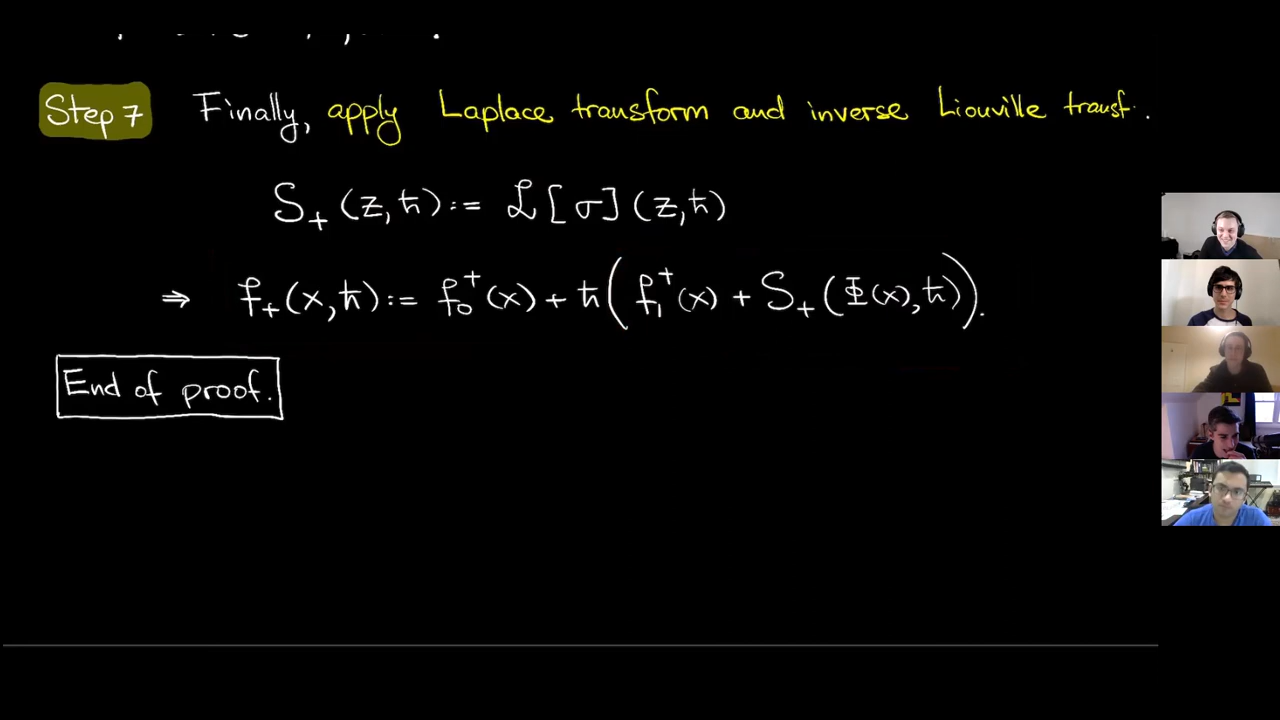 Step 7 Finally, apply Laplace transform and inverse Liouville transf.
S₊(z,ħ) := ℒ[σ](z,ħ)
⇒ f₊(x,ħ) := f₀⁺(x) + ħ(f₁⁺(x) + S₊(Φ(x),ħ)).
End of proof.